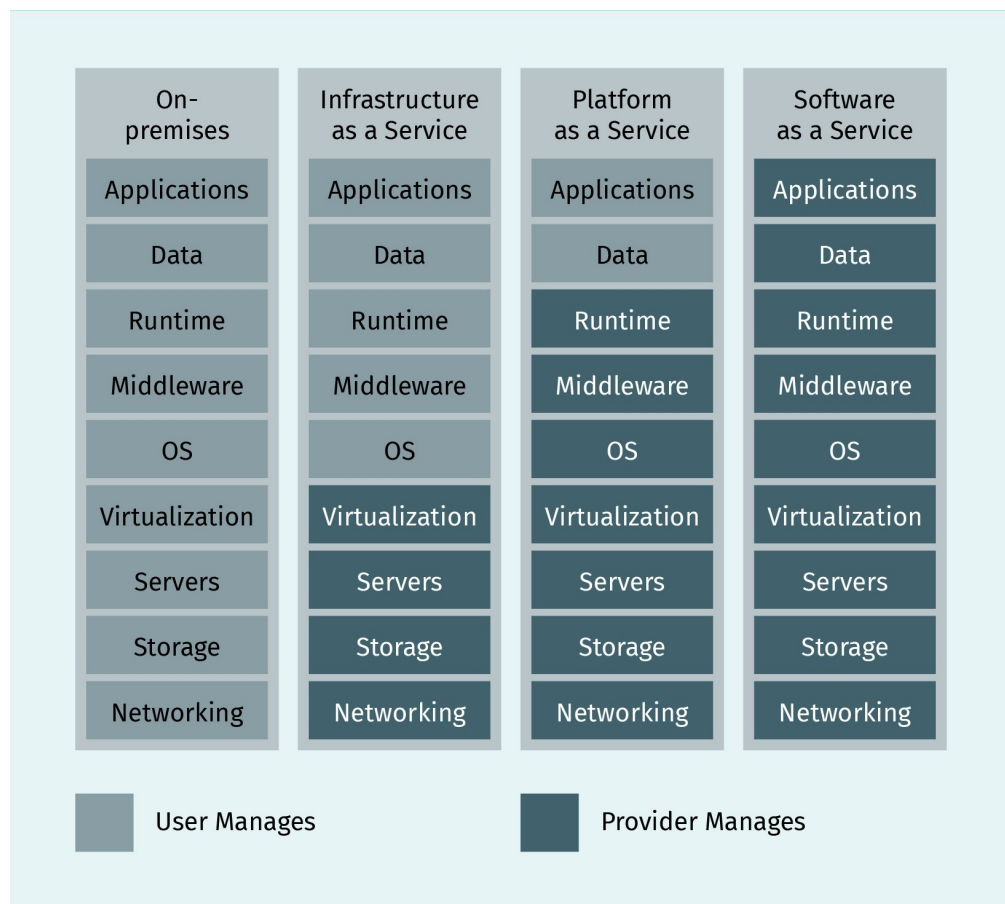 On-
premises
Applications
Data
Runtime
Middleware
OS
Virtualization
Servers
Storage
Networking
Infrastructure
as a Service
Applications
Data
Runtime
Middleware
OS
Virtualization
Servers
Storage
Networking
Platform
as a Service
Applications
Data
Runtime
Middleware
OS
Virtualization
Servers
Storage
Networking
Software
as a Service
Applications
Data
Runtime
Middleware
OS
Virtualization
Servers
Storage
Networking
User Manages
Provider Manages